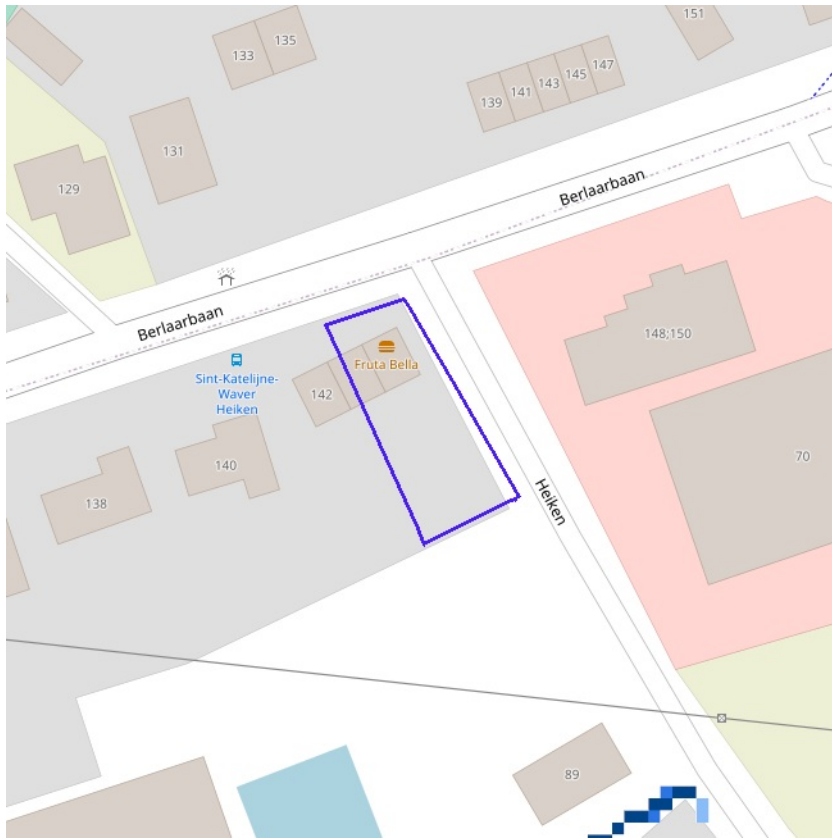 151
135
133
147
145
143
141
139
131
129
Berlaarbaan
Berlaarbaan
148;150
Fruta Bella
Sint-Katelijne-
Waver
Heiken
142
70
140
138
Heiken
89